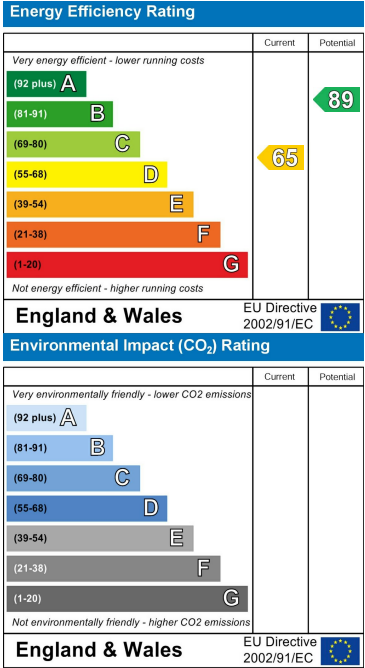 Energy Efficiency Rating
Current Potential
Very energy efficient - lower running costs
(92 plus) A
(81-91) B
89
(69-80) C
65
(55-68) D
(39-54) E
(21-38) F
(1-20) G
Not energy efficient - higher running costs
England & Wales
EU Directive
2002/91/EC
Environmental Impact (CO₂) Rating
Current Potential
Very environmentally friendly - lower CO2 emissions
(92 plus) A
(81-91) B
(69-80) C
(55-68) D
(39-54) E
(21-38) F
(1-20) G
Not environmentally friendly - higher CO2 emissions
England & Wales
EU Directive
2002/91/EC